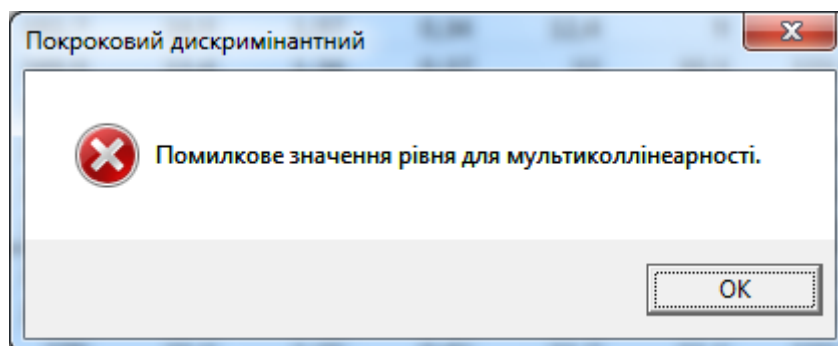 Покроковий дискримінантний
Помилкове значення рівня для мультиколлінеарності.
OK